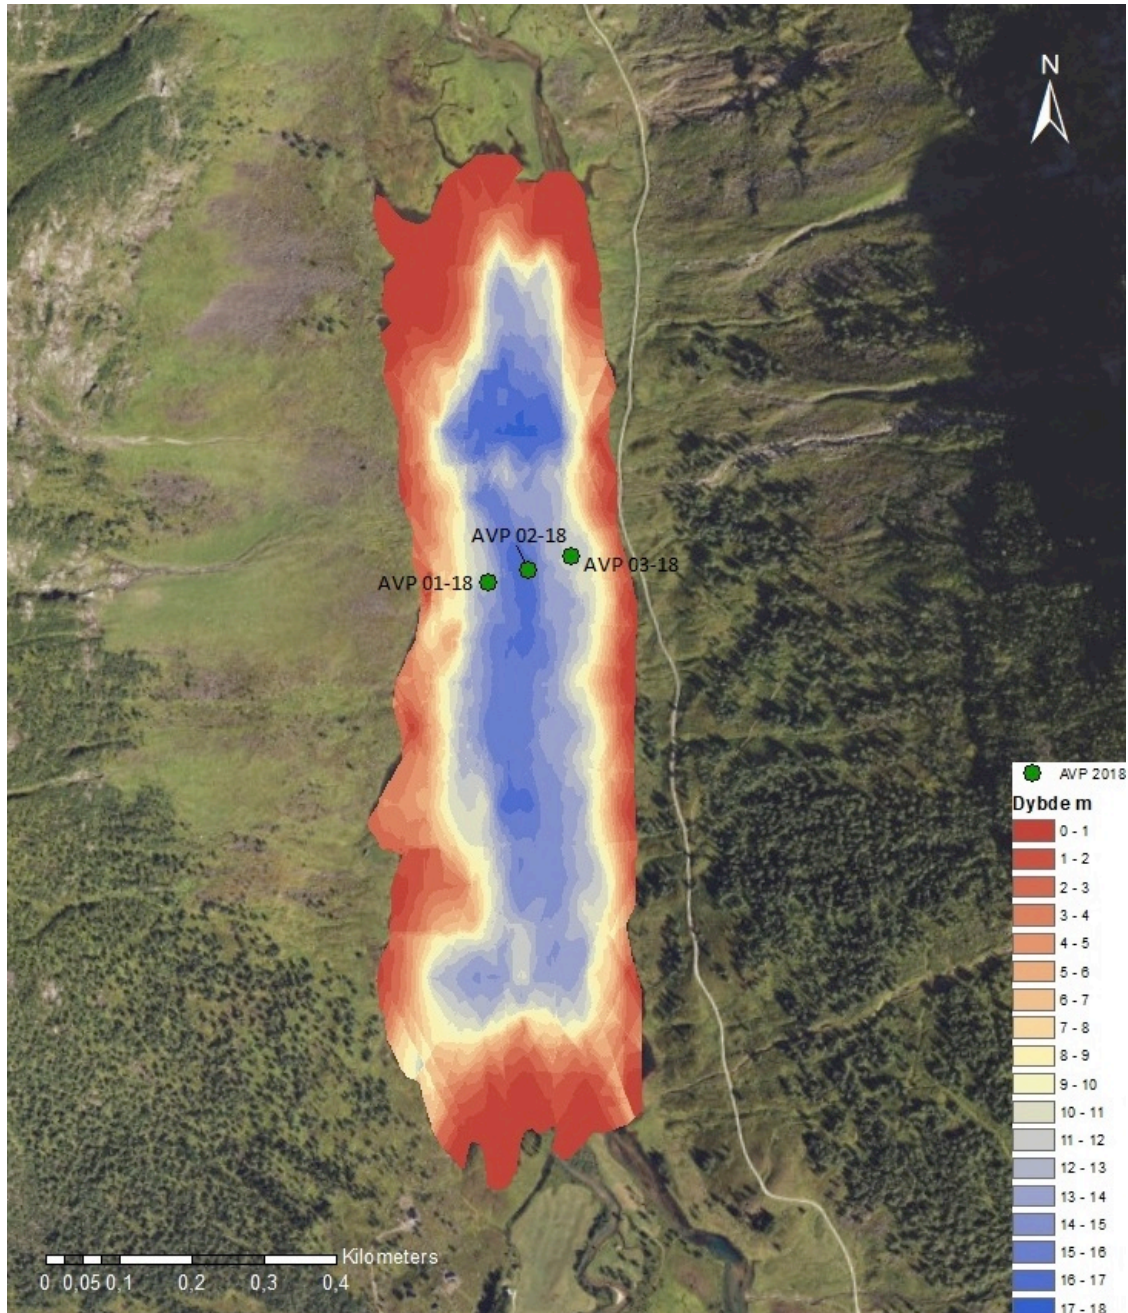 N
AVP 02-18
AVP 03-18
AVP 01-18
AVP 2018
Dybde m
0 - 1
1 - 2
2 - 3
3 - 4
4 - 5
5 - 6
6 - 7
7 - 8
8 - 9
9 - 10
10 - 11
11 - 12
12 - 13
13 - 14
14 - 15
15 - 16
16 - 17
17 - 18
Kilometers
0 0,05 0,1 0,2 0,3 0,4